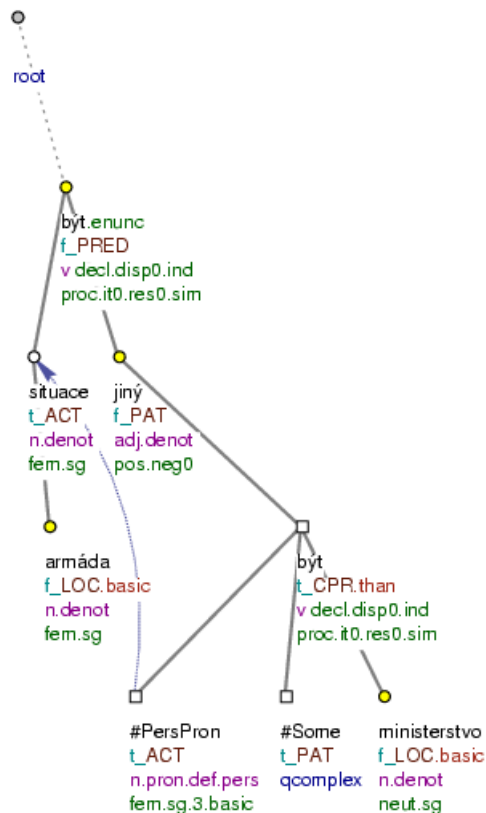 root
být.enunc
f_PRED
v decl.disp0.ind
proc.it0.res0.sim
situace
t_ACT
n.denot
fem.sg
jiný
f_PAT
adj.denot
pos.neg0
armáda
f_LOC.basic
n.denot
fem.sg
být
t_CPR.than
v decl.disp0.ind
proc.it0.res0.sim
#PersPron
t_ACT
n.pron.def.pers
fem.sg.3.basic
#Some
t_PAT
qcomplex
ministerstvo
f_LOC.basic
n.denot
neut.sg